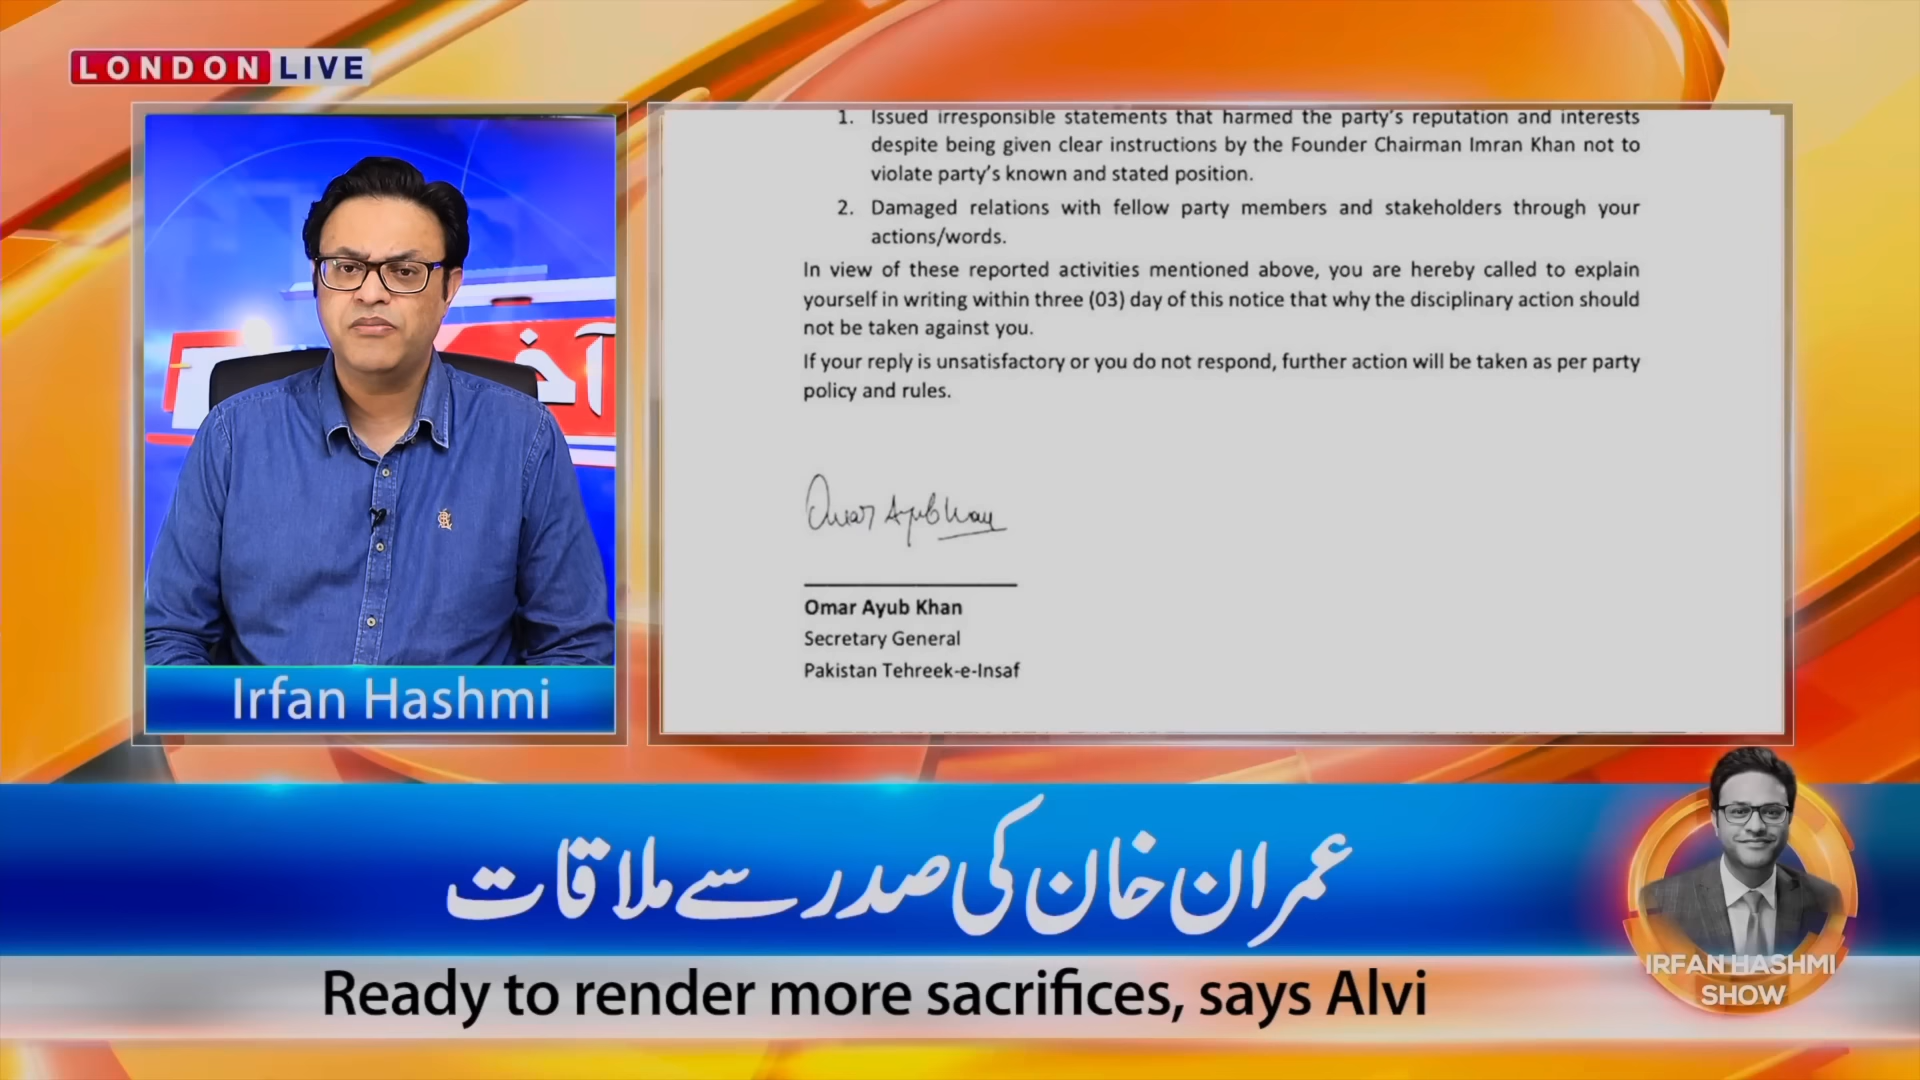 LONDON LIVE
1. Issued irresponsible statements that harmed the party's reputation and interests
despite being given clear instructions by the Founder Chairman Imran Khan not to
violate party's known and stated position.
2. Damaged relations with fellow party members and stakeholders through your
actions/words.
In view of these reported activities mentioned above, you are hereby called to explain
yourself in writing within three (03) day of this notice that why the disciplinary action should
not be taken against you.
If your reply is unsatisfactory or you do not respond, further action will be taken as per party
policy and rules.
Omar Ayub Khan
Omar Ayub Khan
Secretary General
Pakistan Tehreek-e-Insaf
Irfan Hashmi
عمران خان کی صدر سے ملاقات
Ready to render more sacrifices, says Alvi
IRFAN HASHMI
SHOW